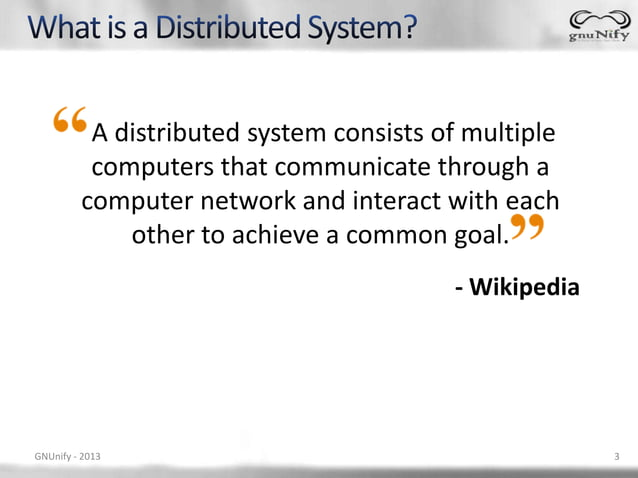 What is a Distributed System?
gnuNify
“ A distributed system consists of multiple
computers that communicate through a
computer network and interact with each
other to achieve a common goal.”
- Wikipedia
GNUnify - 2013
3